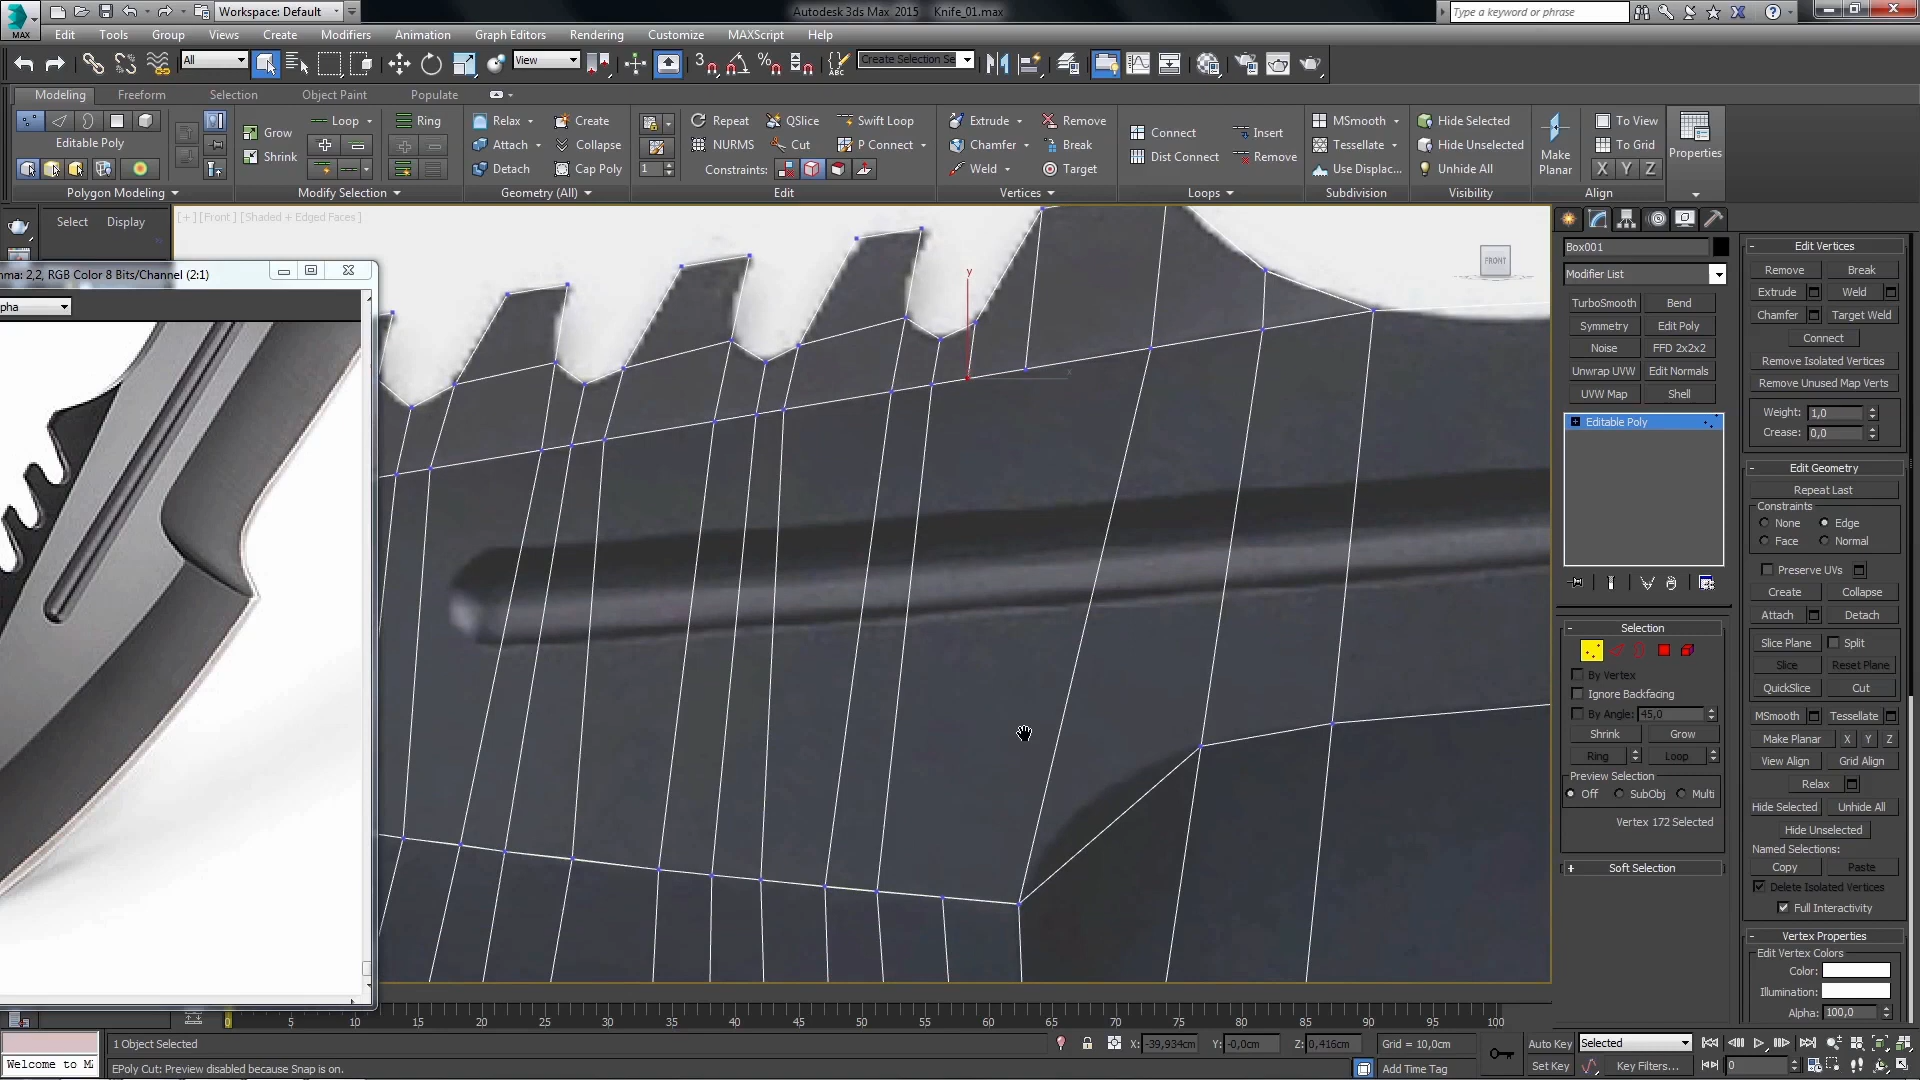 Workspace: Default
Autodesk 3ds Max 2015 Knife_01.max
Type a keyword or phrase
MAX
Edit Tools Group Views Create Modifiers Animation Graph Editors Rendering Customize MAXScript Help
All View Create Selection Se
Modeling Freeform Selection Object Paint Populate
Loop Ring Relax Create Repeat QSlice Swift Loop Extrude Remove MSmooth Hide Selected To View
Editable Poly Grow Attach Collapse NURMS Cut P Connect Chamfer Break Connect Insert Tessellate Hide Unselected To Grid
Shrink Detach Cap Poly 1 Constraints: Weld Target Dist Connect Remove Use Displac... Unhide All Make Planar X Y Z Properties
Polygon Modeling Modify Selection Geometry (All) Edit Vertices Loops Subdivision Visibility Align
Select Display
[+] [Front] [Shaded + Edged Faces]
FRONT
mma: 2,2, RGB Color 8 Bits/Channel (2:1)
pha
y
x
Box001
Modifier List
TurboSmooth Bend
Symmetry Edit Poly
Noise FFD 2x2x2
Unwrap UVW Edit Normals
UVW Map Shell
Editable Poly
Selection
By Vertex
Ignore Backfacing
By Angle: 45,0
Shrink Grow
Ring Loop
Preview Selection
Off SubObj Multi
Vertex 172 Selected
Soft Selection
Edit Vertices
Remove Break
Extrude Weld
Chamfer Target Weld
Connect
Remove Isolated Vertices
Remove Unused Map Verts
Weight: 1,0
Crease: 0,0
Edit Geometry
Repeat Last
Constraints
None Edge
Face Normal
Preserve UVs
Create Collapse
Attach Detach
Slice Plane Split
Slice Reset Plane
QuickSlice Cut
MSmooth Tessellate
Make Planar X Y Z
View Align Grid Align
Relax
Hide Selected Unhide All
Hide Unselected
Named Selections:
Copy Paste
Delete Isolated Vertices
Full Interactivity
Vertex Properties
Edit Vertex Colors
Color:
Illumination:
Alpha: 100,0
0 5 10 15 20 25 30 35 40 45 50 55 60 65 70 75 80 85 90 95 100
1 Object Selected X: -39,934cm Y: -0,0cm Z: 0,416cm Grid = 10,0cm Auto Key Selected
Welcome to M EPoly Cut: Preview disabled because Snap is on. Add Time Tag Set Key Key Filters... 0